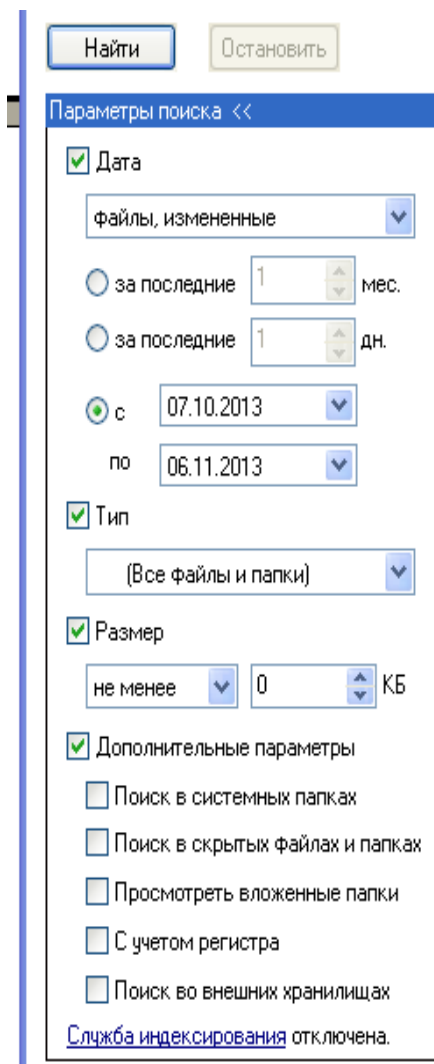 Найти Остановить
Параметры поиска <<
Дата
файлы, измененные
за последние 1 мес.
за последние 1 дн.
с 07.10.2013
по 06.11.2013
Тип
(Все файлы и папки)
Размер
не менее 0 КБ
Дополнительные параметры
Поиск в системных папках
Поиск в скрытых файлах и папках
Просмотреть вложенные папки
С учетом регистра
Поиск во внешних хранилищах
Служба индексирования отключена.